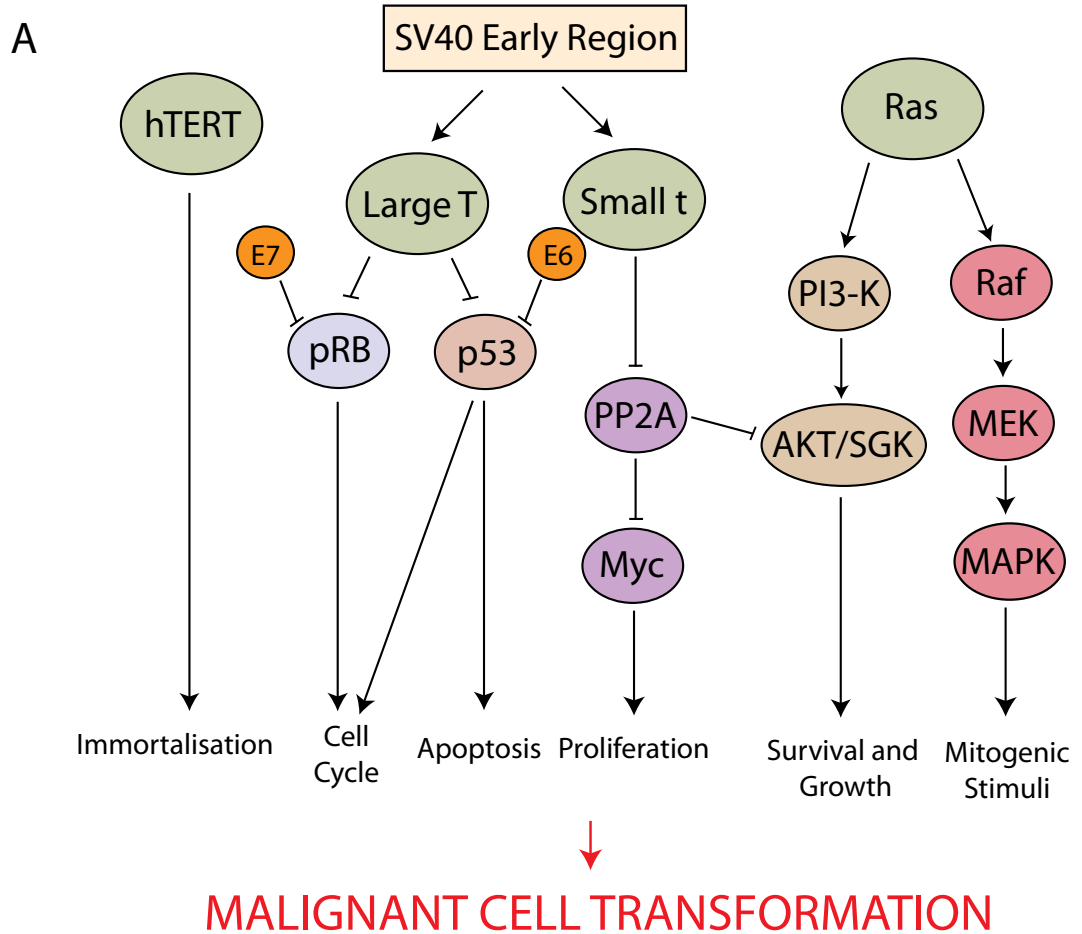 A
SV40 Early Region
hTERT
Ras
Large T
Small t
E7
E6
PI3-K
Raf
pRB
p53
PP2A
AKT/SGK
MEK
Myc
MAPK
Immortalisation
Cell
Cycle
Apoptosis
Proliferation
Survival and
Growth
Mitogenic
Stimuli
MALIGNANT CELL TRANSFORMATION